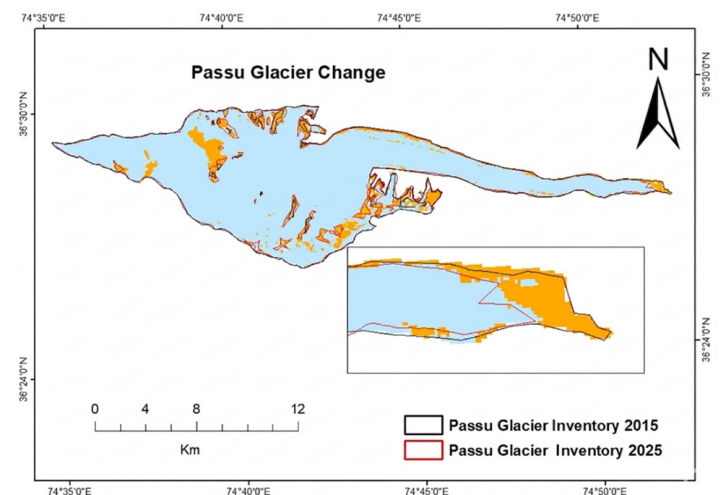 74°35'0"E 74°40'0"E 74°45'0"E 74°50'0"E
Passu Glacier Change
N
36°30'0"N
36°30'0"N
36°24'0"N
36°24'0"N
0 4 8 12
Km
Passu Glacier Inventory 2015
Passu Glacier Inventory 2025
74°35'0"E 74°40'0"E 74°45'0"E 74°50'0"E